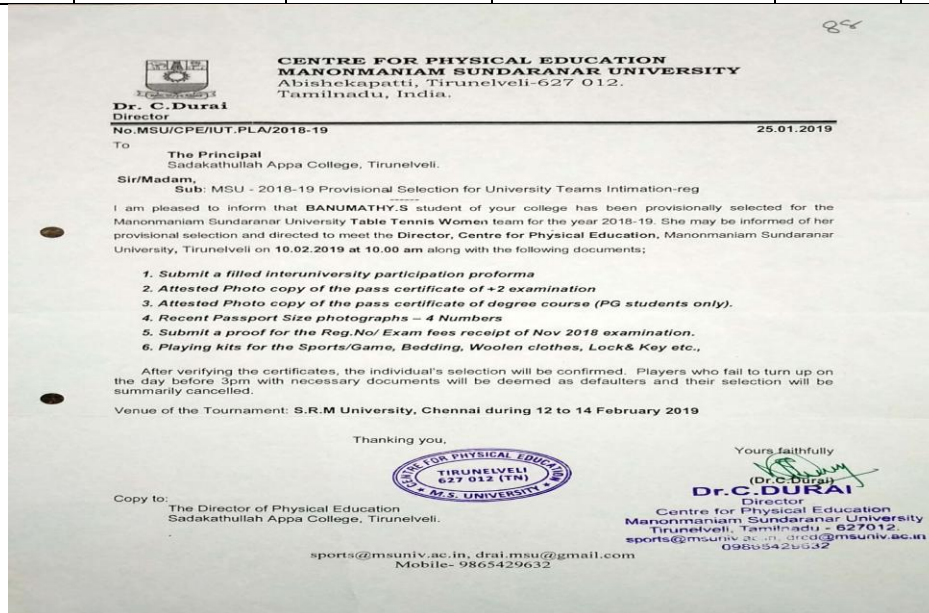 88
CENTRE FOR PHYSICAL EDUCATION
MANONMANIAM SUNDARANAR UNIVERSITY
Abishekapatti, Tirunelveli-627 012.
Tamilnadu, India.
Dr. C.Durai
Director
No.MSU/CPE/IUT.PLA/2018-19 25.01.2019
To
The Principal
Sadakathullah Appa College, Tirunelveli.
Sir/Madam,
Sub: MSU - 2018-19 Provisional Selection for University Teams Intimation-reg
------
I am pleased to inform that BANUMATHY.S student of your college has been provisionally selected for the
Manonmaniam Sundaranar University Table Tennis Women team for the year 2018-19. She may be informed of her
provisional selection and directed to meet the Director, Centre for Physical Education, Manonmaniam Sundaranar
University, Tirunelveli on 10.02.2019 at 10.00 am along with the following documents;
1. Submit a filled interuniversity participation proforma
2. Attested Photo copy of the pass certificate of +2 examination
3. Attested Photo copy of the pass certificate of degree course (PG students only).
4. Recent Passport Size photographs – 4 Numbers
5. Submit a proof for the Reg.No/ Exam fees receipt of Nov 2018 examination.
6. Playing kits for the Sports/Game, Bedding, Woolen clothes, Lock& Key etc.,
After verifying the certificates, the individual's selection will be confirmed. Players who fail to turn up on
the day before 3pm with necessary documents will be deemed as defaulters and their selection will be
summarily cancelled.
Venue of the Tournament: S.R.M University, Chennai during 12 to 14 February 2019
Thanking you,
Yours faithfully
CENTRE FOR PHYSICAL EDUCATION
TIRUNELVELI
627 012 (TN)
M.S. UNIVERSITY
(Dr.C.Durai)
Dr.C.DURAI
Director
Centre for Physical Education
Manonmaniam Sundaranar University
Tirunelveli, Tamilnadu - 627012.
sports@msuniv.ac.in, drcd@msuniv.ac.in
09865429632
Copy to:
The Director of Physical Education
Sadakathullah Appa College, Tirunelveli.
sports@msuniv.ac.in, drai.msu@gmail.com
Mobile- 9865429632